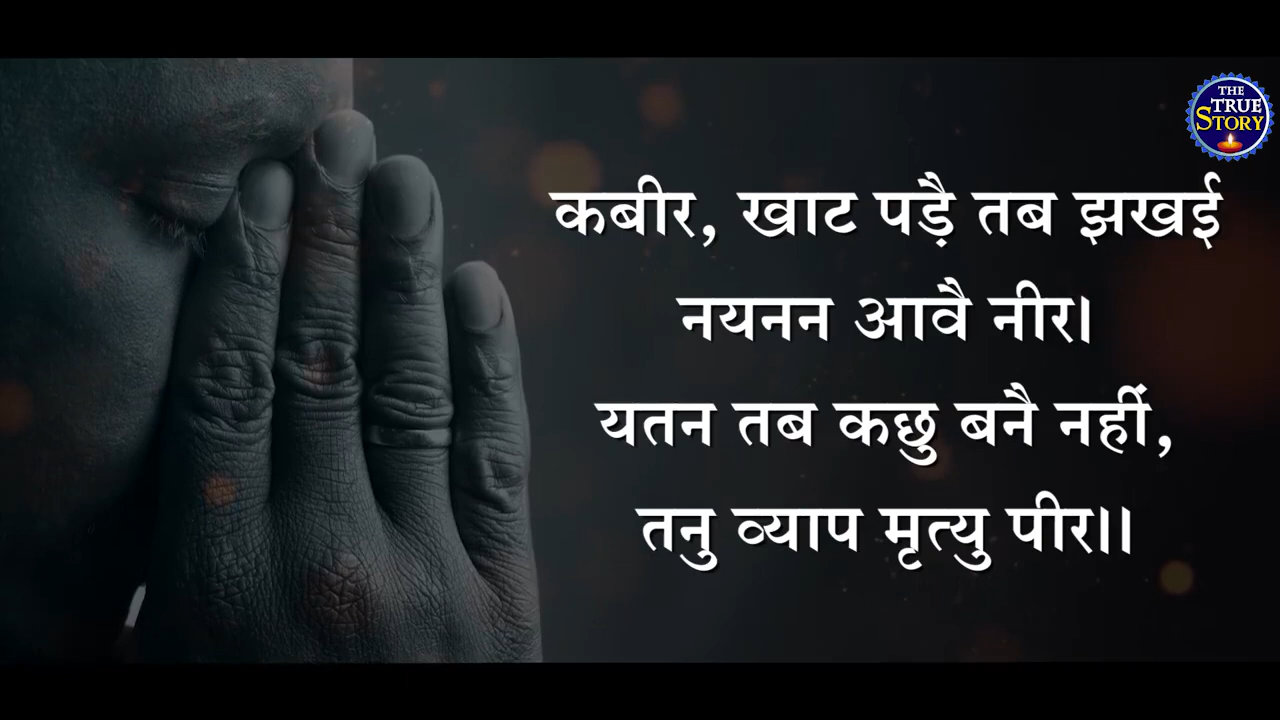 THE
TRUE
STORY
कबीर, खाट पड़ै तब झखई
नयनन आवै नीर।
यतन तब कछु बनै नहीं,
तनु व्याप मृत्यु पीर।।